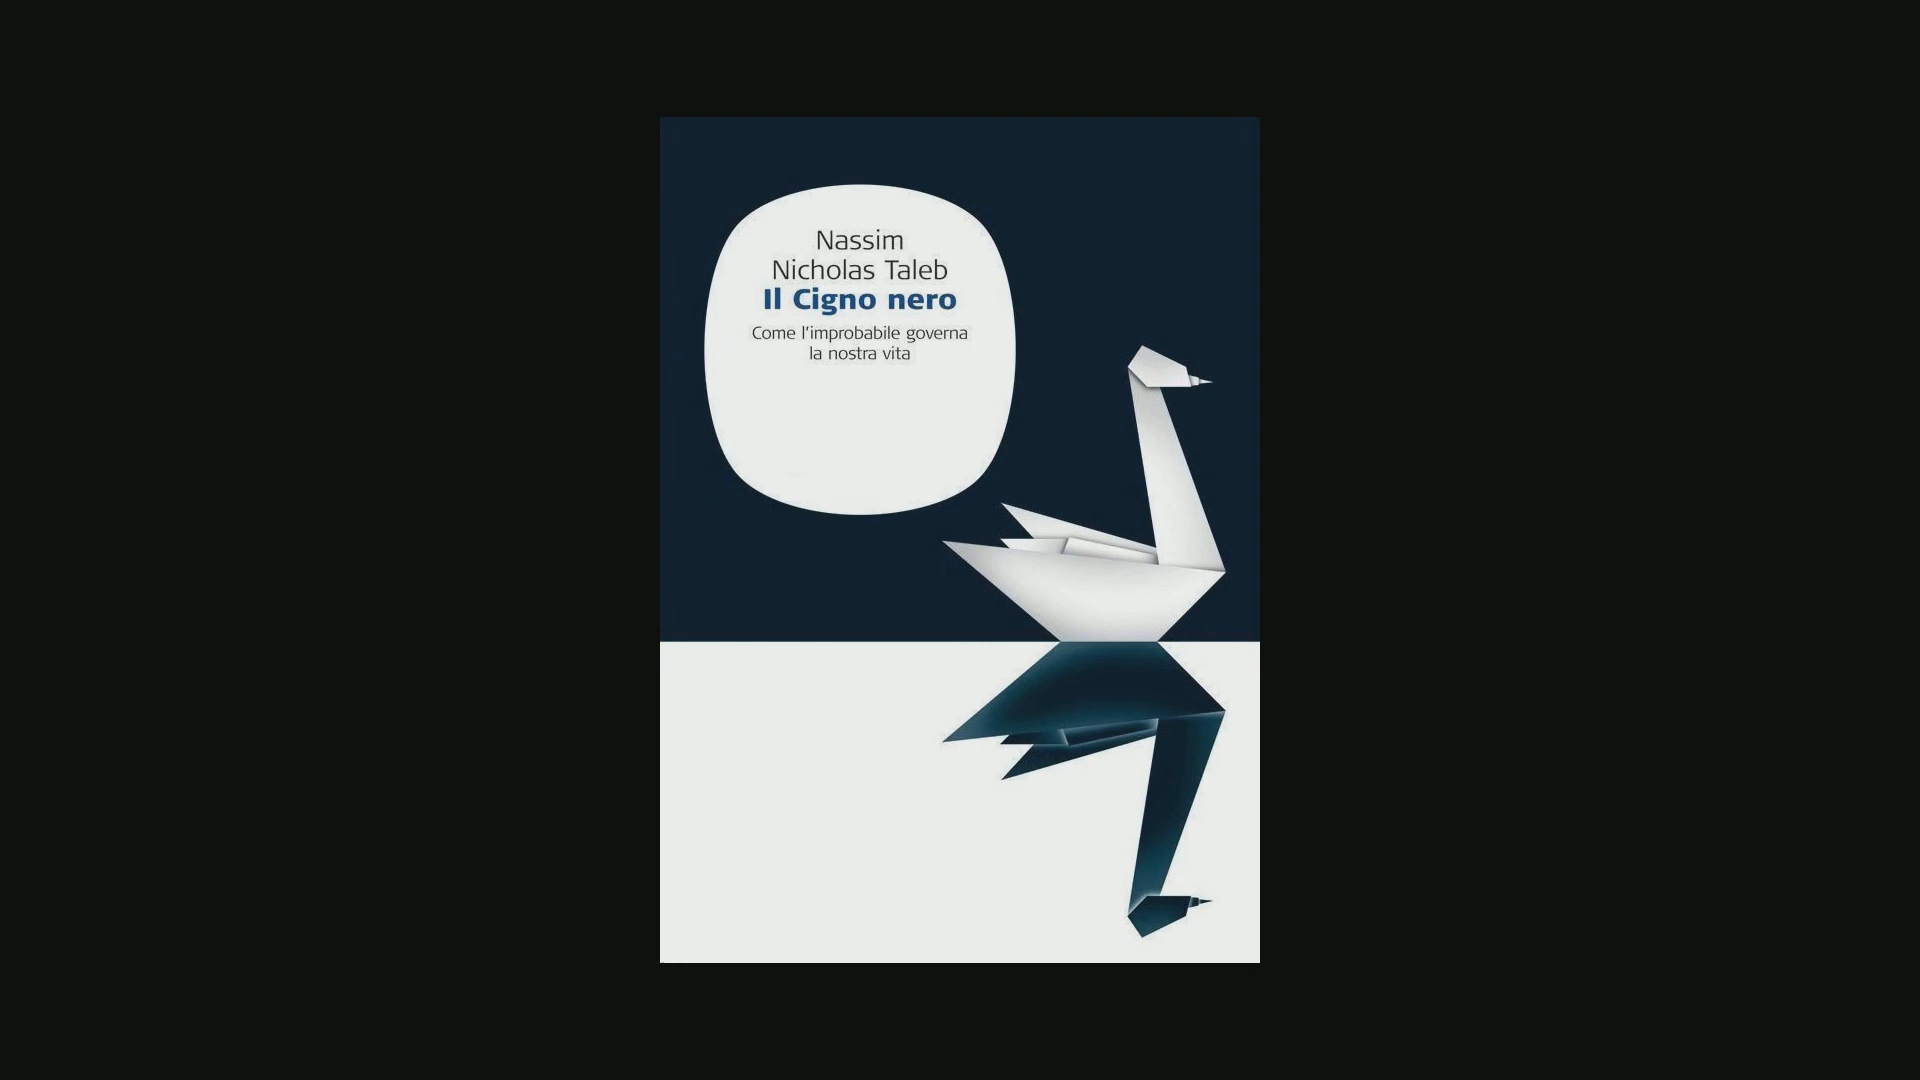 Nassim
Nicholas Taleb
Il Cigno nero
Come l'improbabile governa
la nostra vita